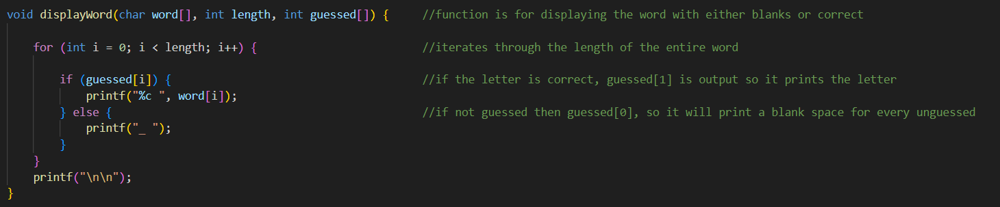 void displayWord(char word[], int length, int guessed[]) {     //function is for displaying the word with either blanks or correct
    for (int i = 0; i < length; i++) {                         //iterates through the length of the entire word
        if (guessed[i]) {                                      //if the letter is correct, guessed[1] is output so it prints the letter
            printf("%c ", word[i]);
        } else {                                               //if not guessed then guessed[0], so it will print a blank space for every unguessed
            printf("_ ");
        }
    }
    printf("\n\n");
}